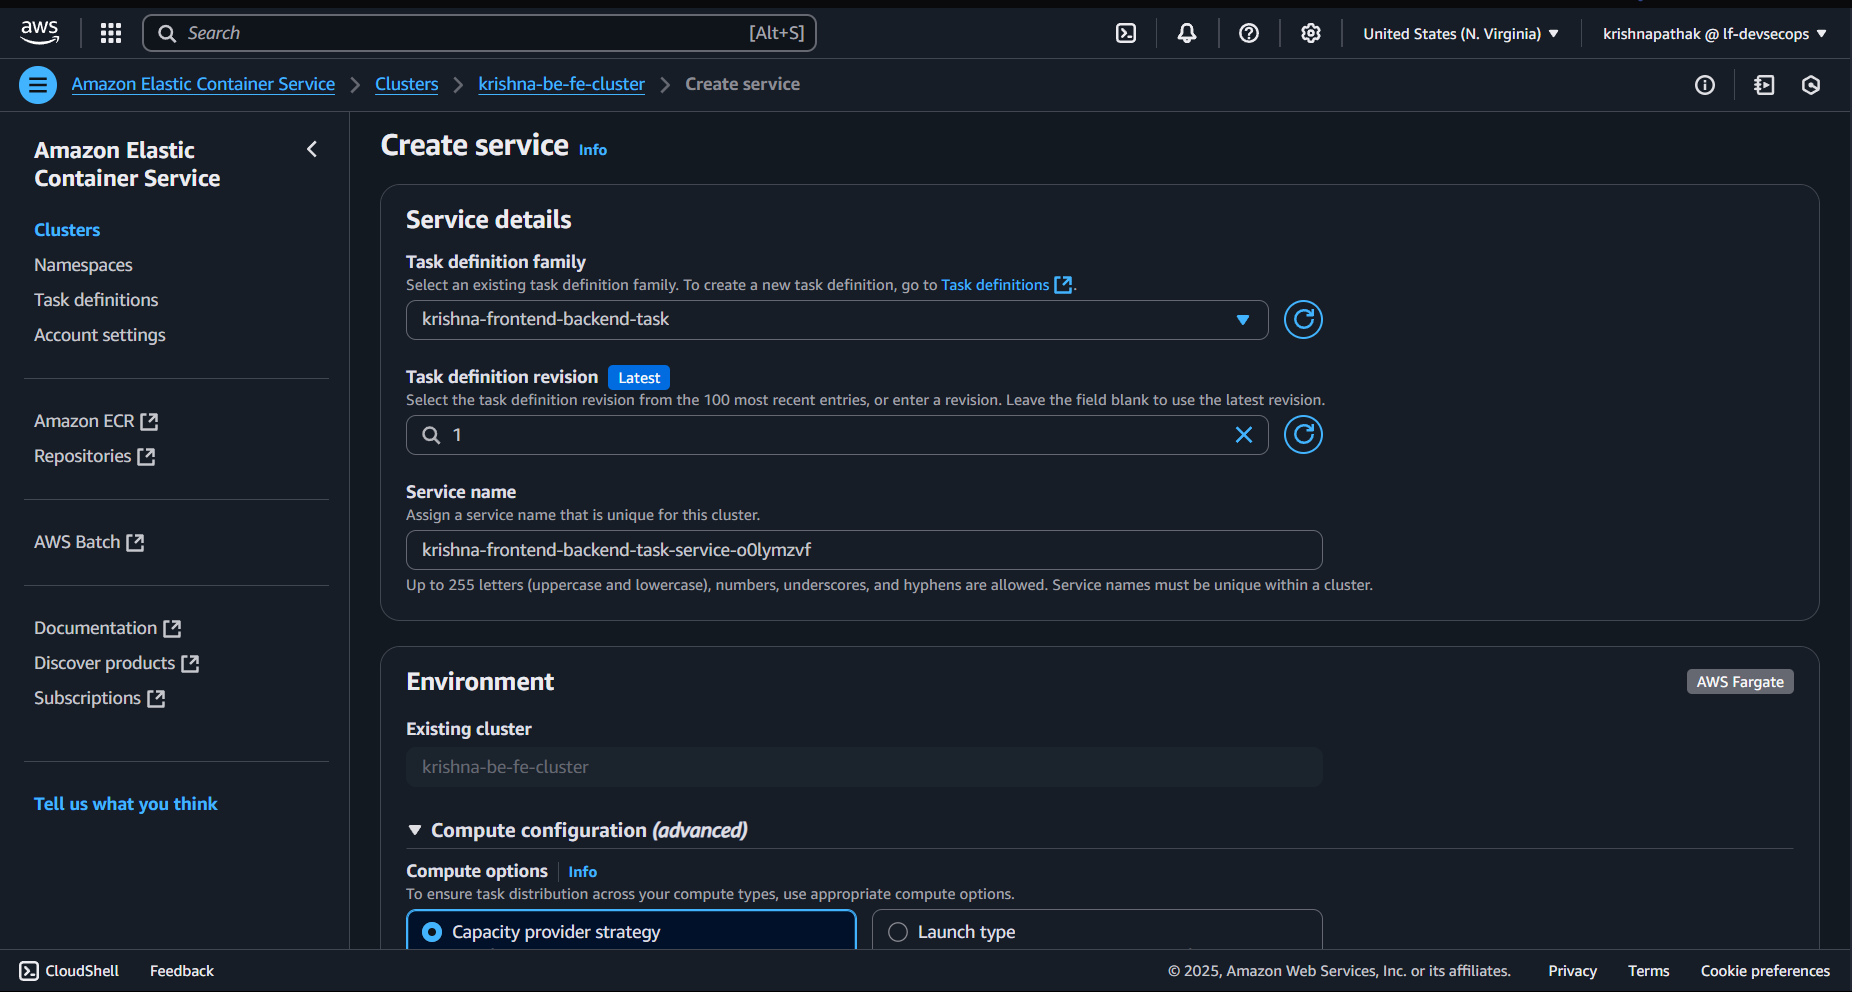 aws
Search [Alt+S]
United States (N. Virginia) ▼
krishnapathak @ lf-devsecops ▼
Amazon Elastic Container Service > Clusters > krishna-be-fe-cluster > Create service
Amazon Elastic
Container Service
Clusters
Namespaces
Task definitions
Account settings
Amazon ECR
Repositories
AWS Batch
Documentation
Discover products
Subscriptions
Tell us what you think
Create service Info
Service details
Task definition family
Select an existing task definition family. To create a new task definition, go to Task definitions .
krishna-frontend-backend-task
Task definition revision Latest
Select the task definition revision from the 100 most recent entries, or enter a revision. Leave the field blank to use the latest revision.
1
Service name
Assign a service name that is unique for this cluster.
krishna-frontend-backend-task-service-o0lymzvf
Up to 255 letters (uppercase and lowercase), numbers, underscores, and hyphens are allowed. Service names must be unique within a cluster.
Environment AWS Fargate
Existing cluster
krishna-be-fe-cluster
▼ Compute configuration (advanced)
Compute options Info
To ensure task distribution across your compute types, use appropriate compute options.
Capacity provider strategy
Launch type
CloudShell Feedback
© 2025, Amazon Web Services, Inc. or its affiliates. Privacy Terms Cookie preferences